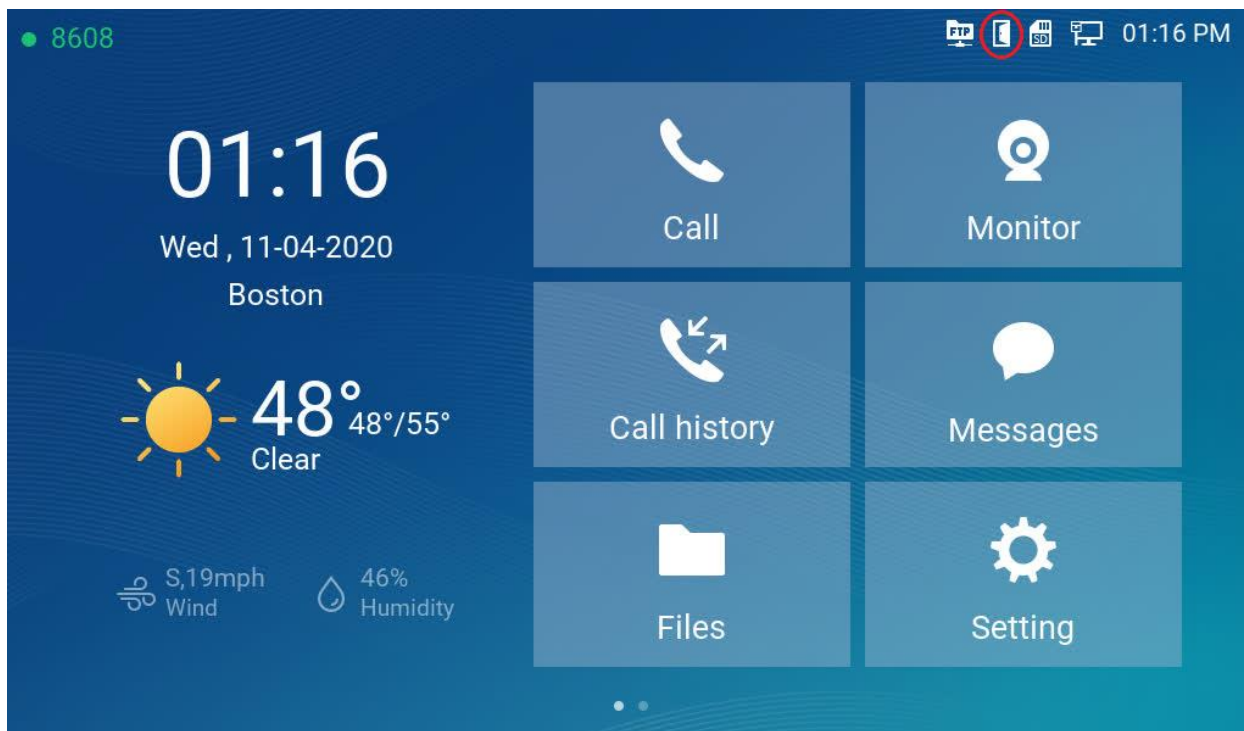 8608
FTP
SD
01:16 PM
01:16
Wed , 11-04-2020
Boston
48°
48°/55°
Clear
S,19mph
Wind
46%
Humidity
Call
Monitor
Call history
Messages
Files
Setting